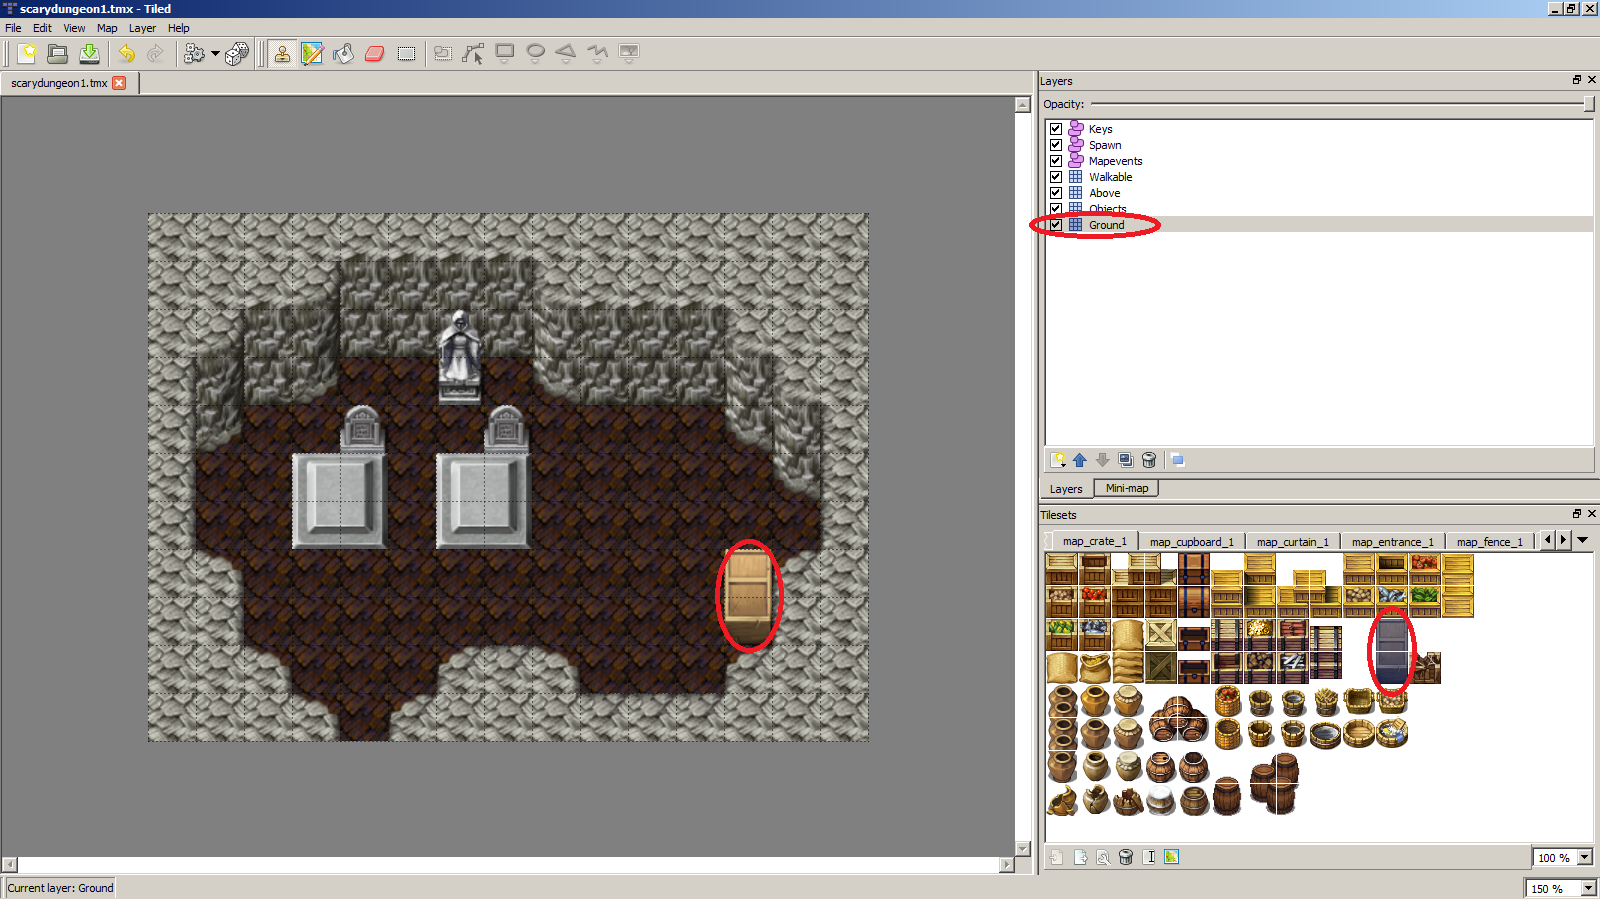 scarydungeon1.tmx - Tiled
File Edit View Map Layer Help
scarydungeon1.tmx
Layers
Opacity:
Keys
Spawn
Mapevents
Walkable
Above
Objects
Ground
Layers Mini-map
Tilesets
map_crate_1 map_cupboard_1 map_curtain_1 map_entrance_1 map_fence_1
100 %
Current layer: Ground
150 %